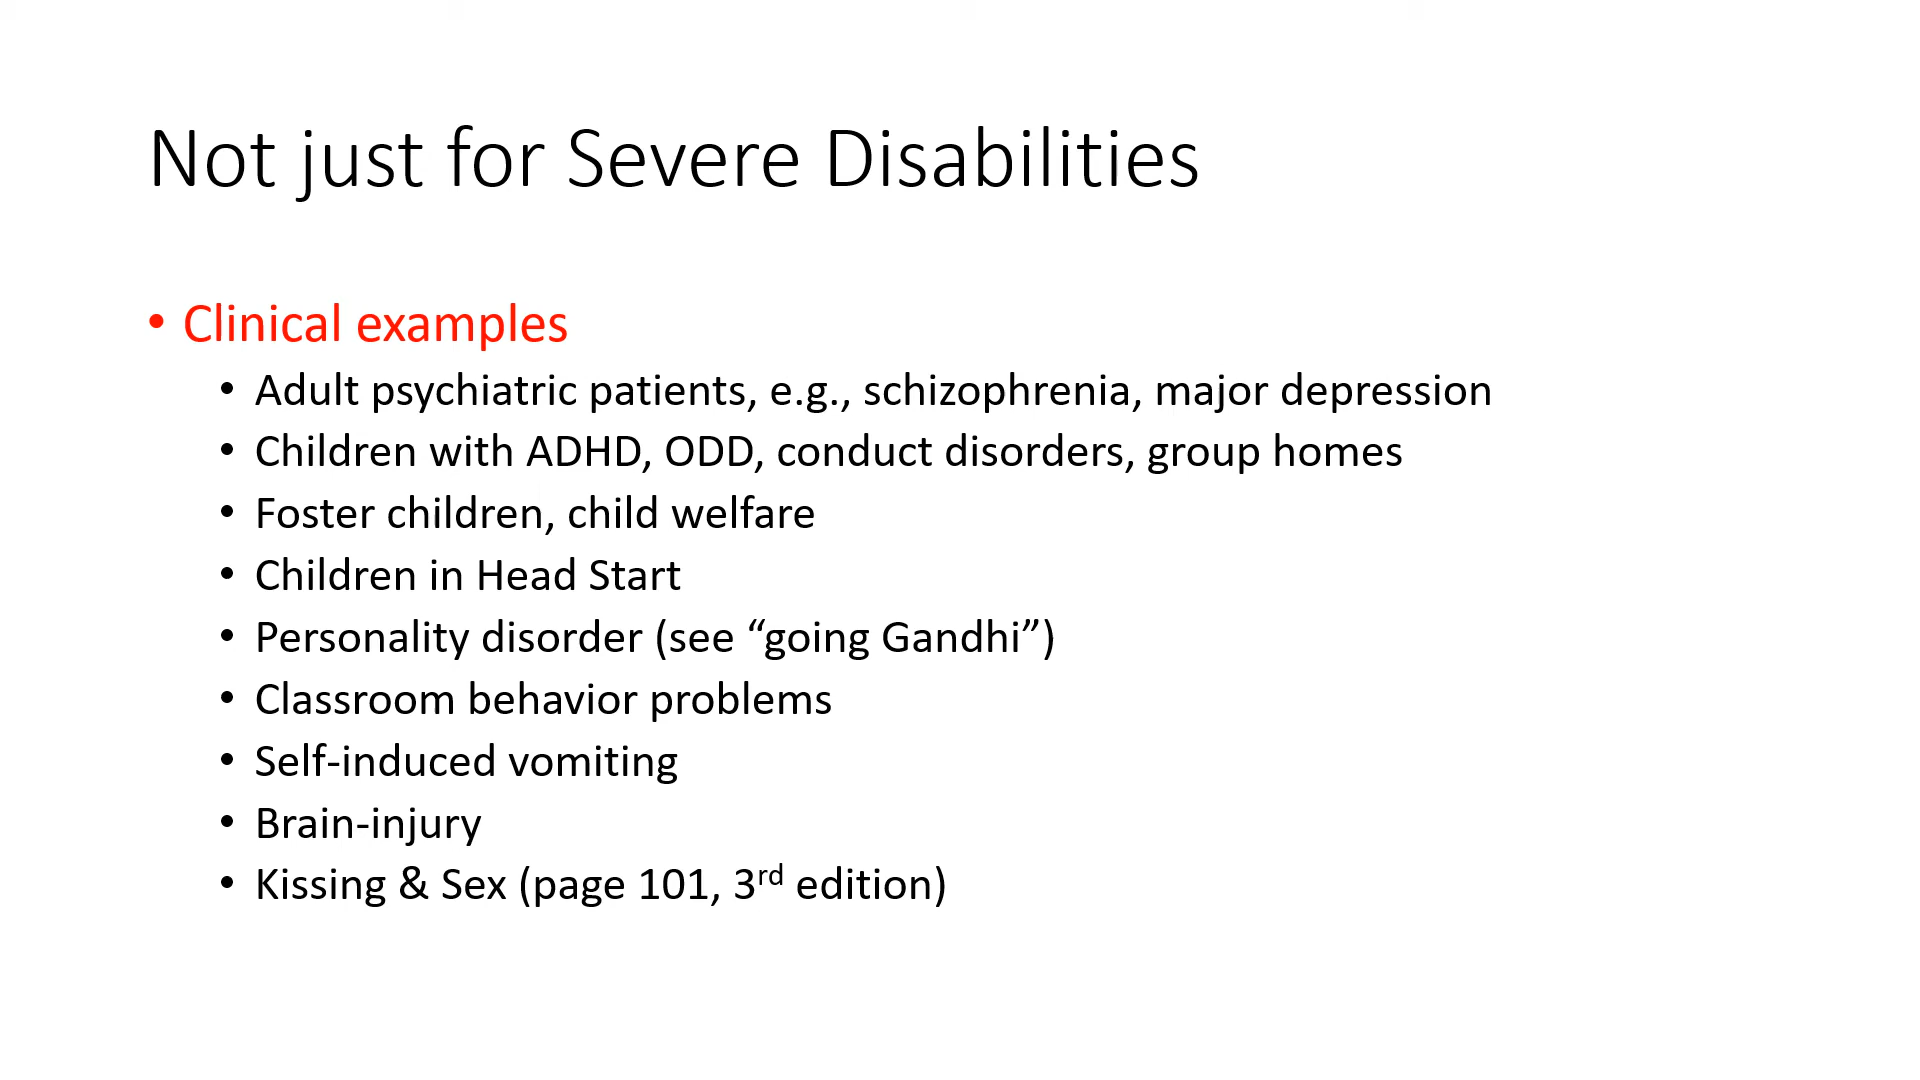 Not just for Severe Disabilities
• Clinical examples
• Adult psychiatric patients, e.g., schizophrenia, major depression
• Children with ADHD, ODD, conduct disorders, group homes
• Foster children, child welfare
• Children in Head Start
• Personality disorder (see “going Gandhi”)
• Classroom behavior problems
• Self-induced vomiting
• Brain-injury
• Kissing & Sex (page 101, 3rd edition)